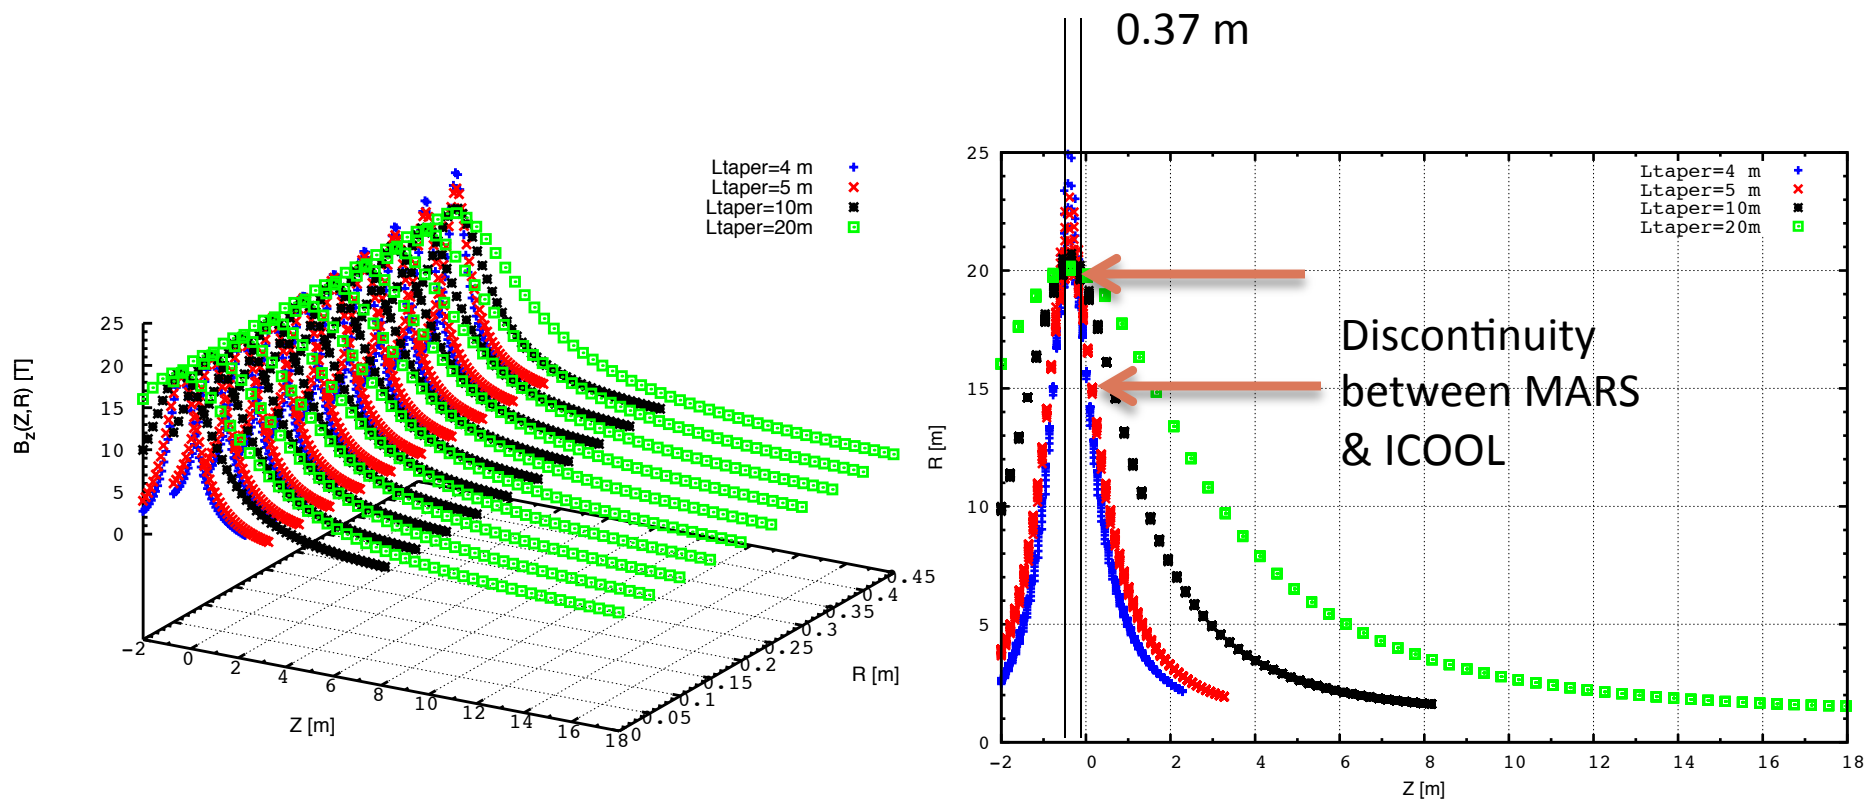 0.37 m
Ltaper=4 m
Ltaper=5 m
Ltaper=10m
Ltaper=20m
25
20
15
10
5
0
Bz(Z,R) [T]
-2
0
2
4
6
8
10
12
14
16
18
Z [m]
0
0.05
0.1
0.15
0.2
0.25
0.3
0.35
0.4
0.45
R [m]
Ltaper=4 m
Ltaper=5 m
Ltaper=10m
Ltaper=20m
25
20
15
10
5
0
R [m]
Discontinuity
between MARS
& ICOOL
-2
0
2
4
6
8
10
12
14
16
18
Z [m]